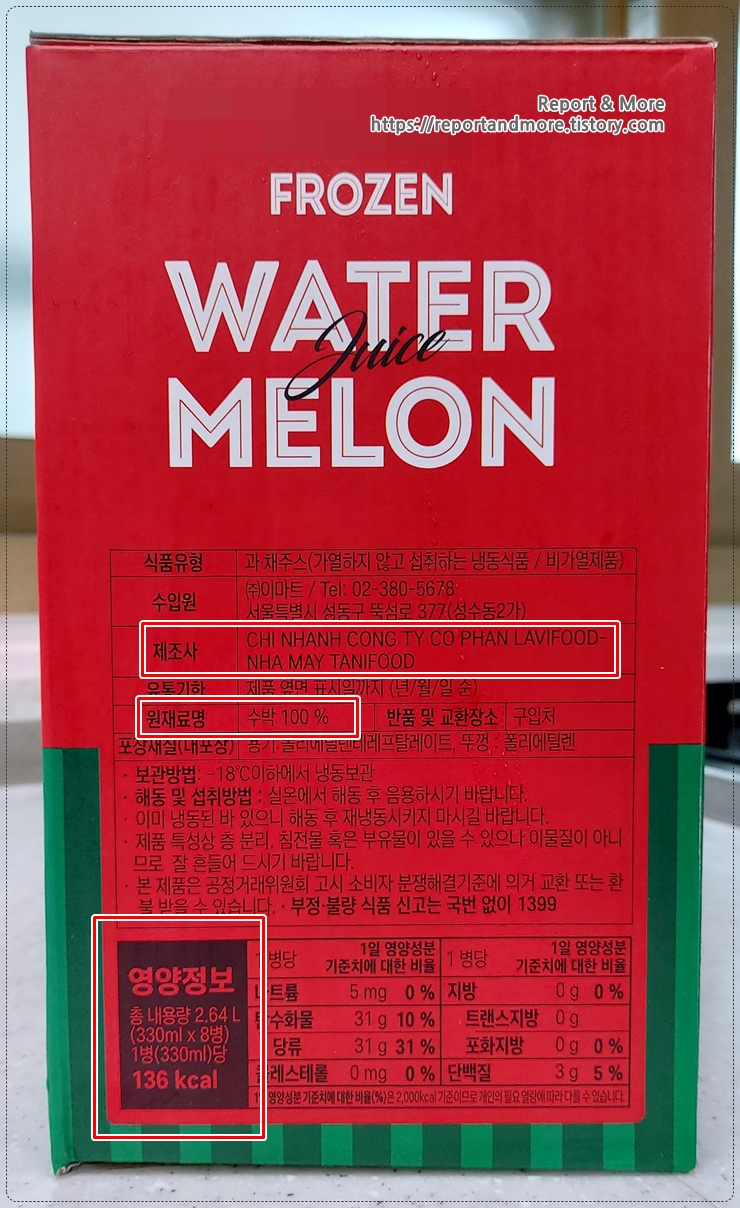 Report & More
https://reportandmore.tistory.com
FROZEN
WATER
Juice
MELON
식품유형 과·채주스(가열하지 않고 섭취하는 냉동식품 / 비가열제품)
수입원 ㈜이마트 / Tel: 02-380-5678
서울특별시 성동구 뚝섬로 377(성수동2가)
제조사 CHI NHANH CONG TY CO PHAN LAVIFOOD-
NHA MAY TANIFOOD
유통기한 제품 옆면 표시일까지 (년/월/일 순)
원재료명 수박 100 % 반품 및 교환장소 구입처
포장재질(내포장) 용기: 폴리에틸렌테레프탈레이트, 뚜껑 : 폴리에틸렌
· 보관방법: -18℃이하에서 냉동보관
· 해동 및 섭취방법 : 실온에서 해동 후 음용하시기 바랍니다.
· 이미 냉동된 바 있으니 해동 후 재냉동시키지 마시길 바랍니다.
· 제품 특성상 층 분리, 침전물 혹은 부유물이 있을 수 있으나 이물질이 아니
므로 잘 흔들어 드시기 바랍니다.
· 본 제품은 공정거래위원회 고시 소비자 분쟁해결기준에 의거 교환 또는 환
불 받을 수 있습니다. · 부정·불량 식품 신고는 국번 없이 1399
영양정보
총 내용량 2.64 L
(330ml x 8병)
1병(330ml)당
136 kcal
1 병당 1일 영양성분
기준치에 대한 비율
나트륨 5 mg 0 %
탄수화물 31 g 10 %
당류 31 g 31 %
콜레스테롤 0 mg 0 %
1 병당 1일 영양성분
기준치에 대한 비율
지방 0 g 0 %
트랜스지방 0 g
포화지방 0 g 0 %
단백질 3 g 5 %
1일 영양성분 기준치에 대한 비율(%)은 2,000kcal 기준이므로 개인의 필요 열량에 따라 다를 수 있습니다.